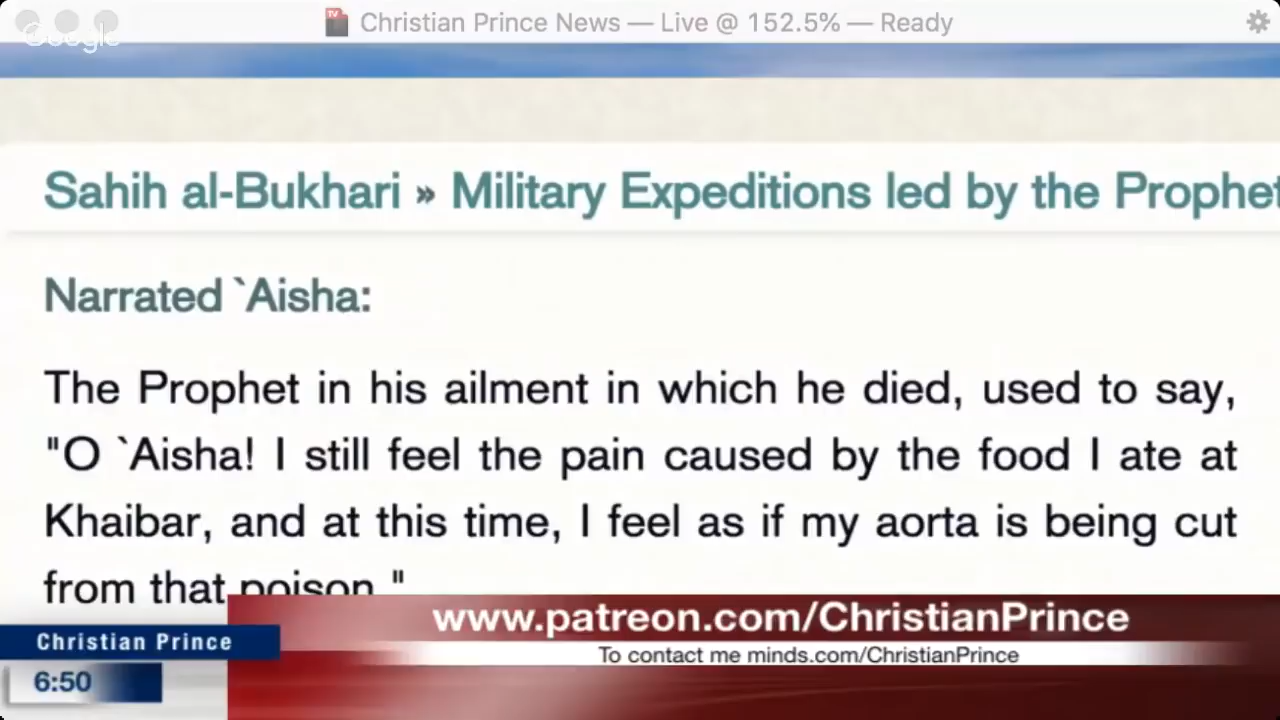 Christian Prince News — Live @ 152.5% — Ready
Google
Sahih al-Bukhari » Military Expeditions led by the Prophet
Narrated `Aisha:
The Prophet in his ailment in which he died, used to say,
"O `Aisha! I still feel the pain caused by the food I ate at
Khaibar, and at this time, I feel as if my aorta is being cut
from that poison."
www.patreon.com/ChristianPrince
Christian Prince
To contact me minds.com/ChristianPrince
6:50